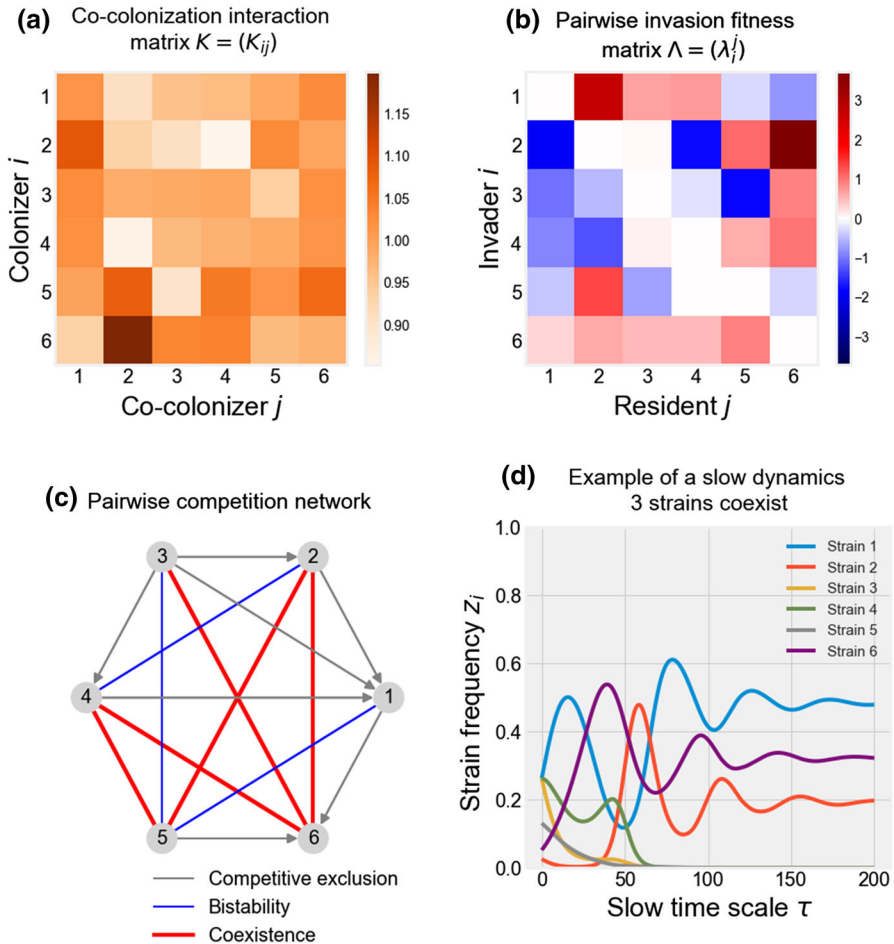 (a)
Co-colonization interaction
matrix K = (K_ij)
Colonizer i
1
2
3
4
5
6
1 2 3 4 5 6
Co-colonizer j
1.15
1.10
1.05
1.00
0.95
0.90
(b)
Pairwise invasion fitness
matrix Λ = (λ_i^j)
Invader i
1
2
3
4
5
6
1 2 3 4 5 6
Resident j
3
2
1
0
−1
−2
−3
(c) Pairwise competition network
3 2
4 1
5 6
Competitive exclusion
Bistability
Coexistence
(d)
Example of a slow dynamics
3 strains coexist
Strain frequency z_i
1.0
0.8
0.6
0.4
0.2
0.0
Strain 1
Strain 2
Strain 3
Strain 4
Strain 5
Strain 6
0 50 100 150 200
Slow time scale τ